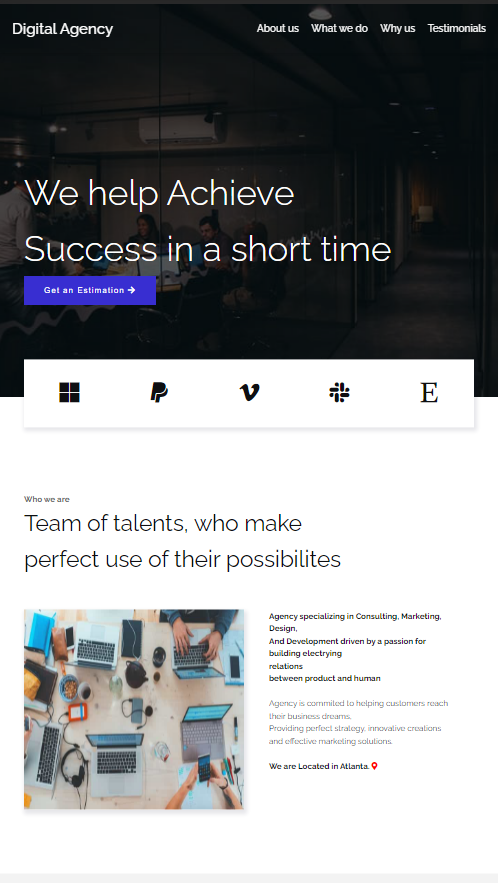 Digital Agency
About us What we do Why us Testimonials
We help Achieve
Success in a short time
Get an Estimation
E
Who we are
Team of talents, who make
perfect use of their possibilites
Agency specializing in Consulting, Marketing,
Design,
And Development driven by a passion for
building electrying
relations
between product and human
Agency is commited to helping customers reach
their business dreams,
Providing perfect strategy, innovative creations
and effective marketing solutions.
We are Located in Atlanta.